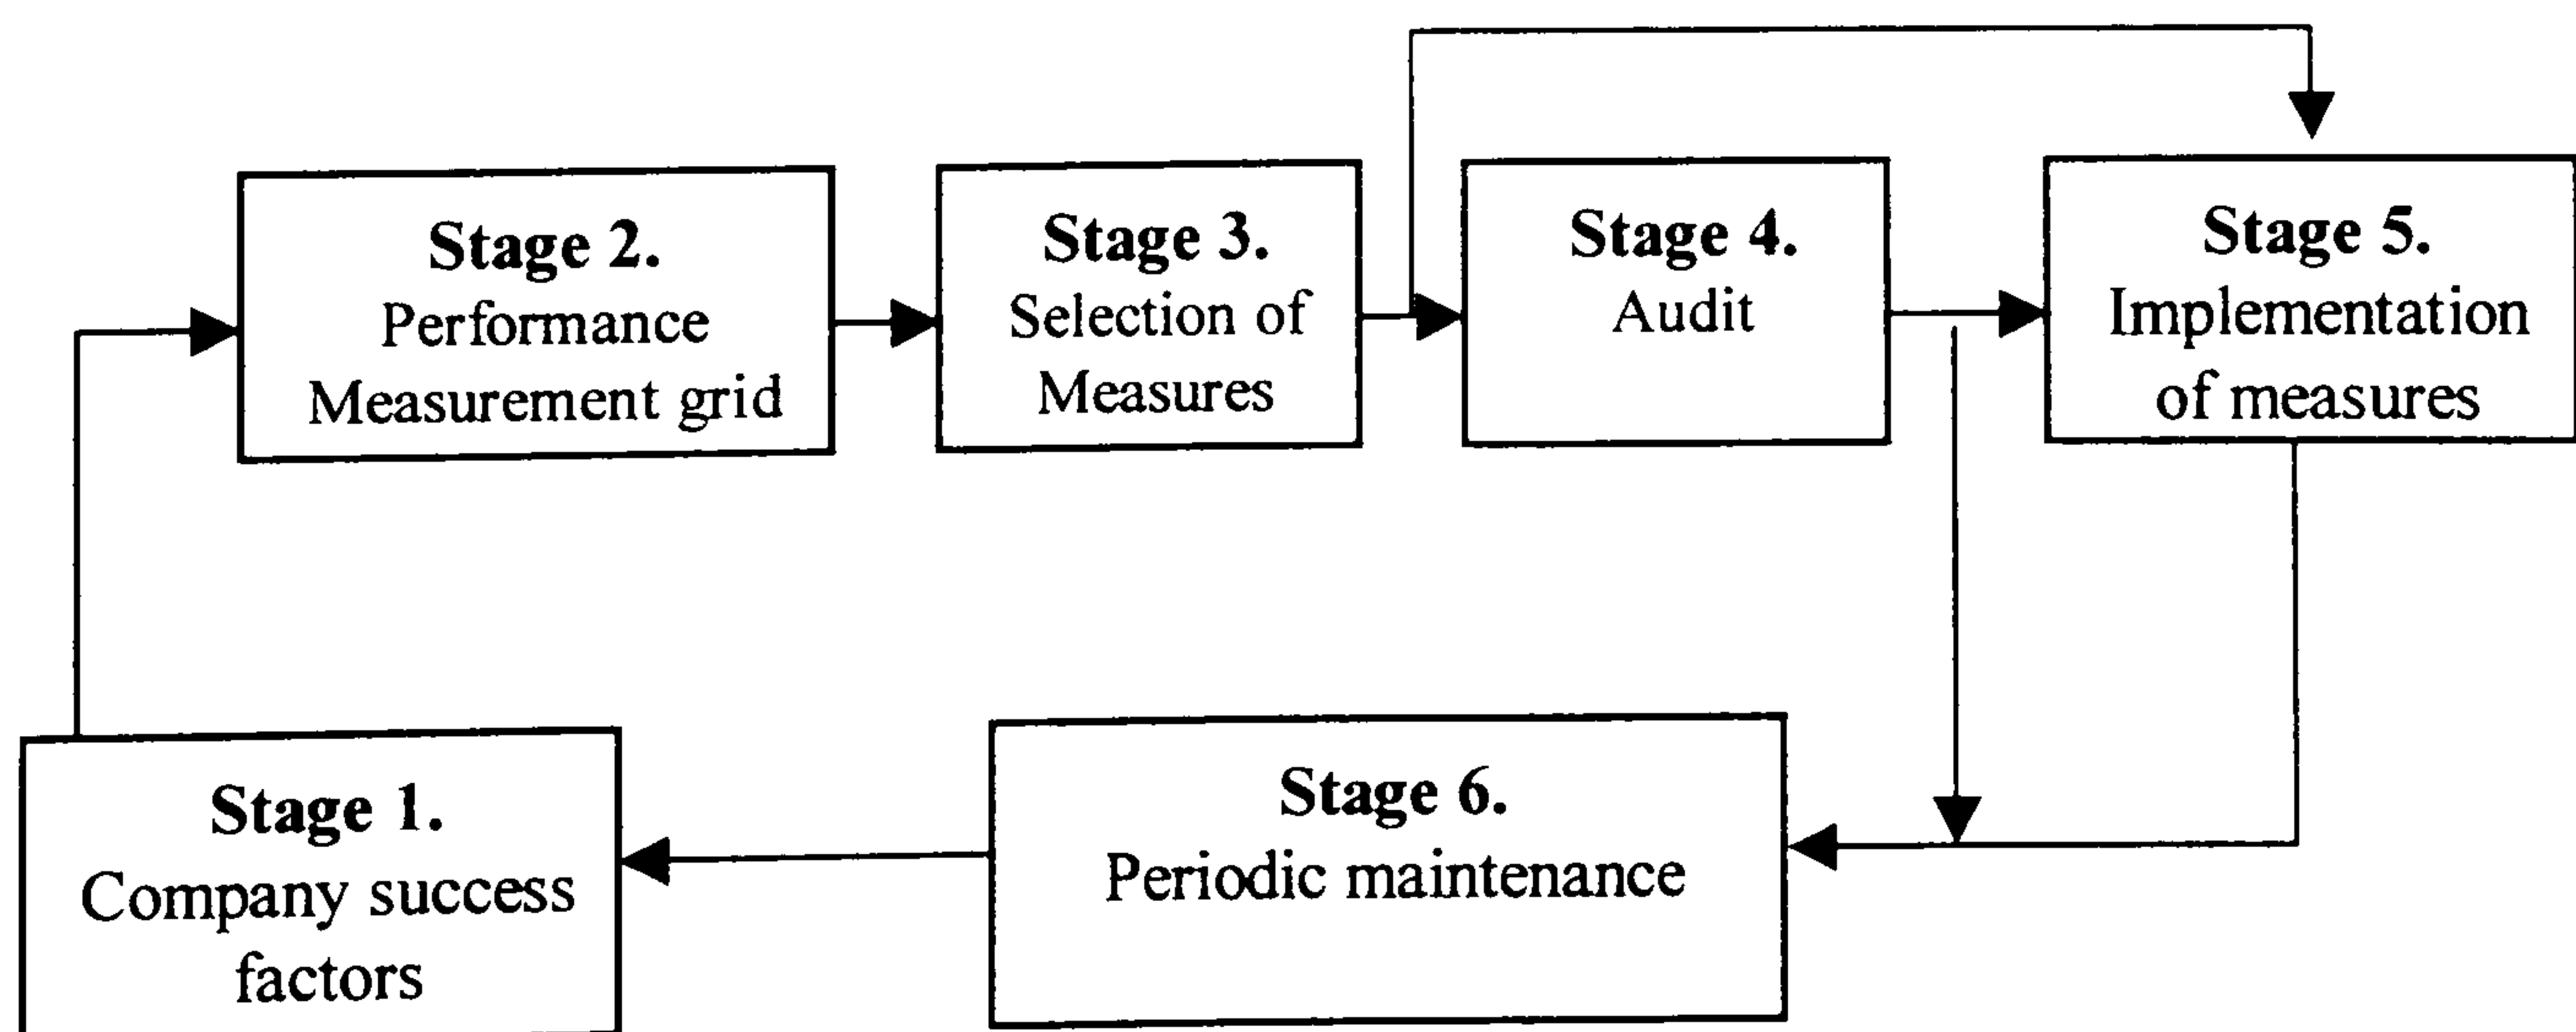 Stage 2.
Performance
Measurement grid
Stage 3.
Selection of
Measures
Stage 4.
Audit
Stage 5.
Implementation
of measures
Stage 1.
Company success
factors
Stage 6.
Periodic maintenance